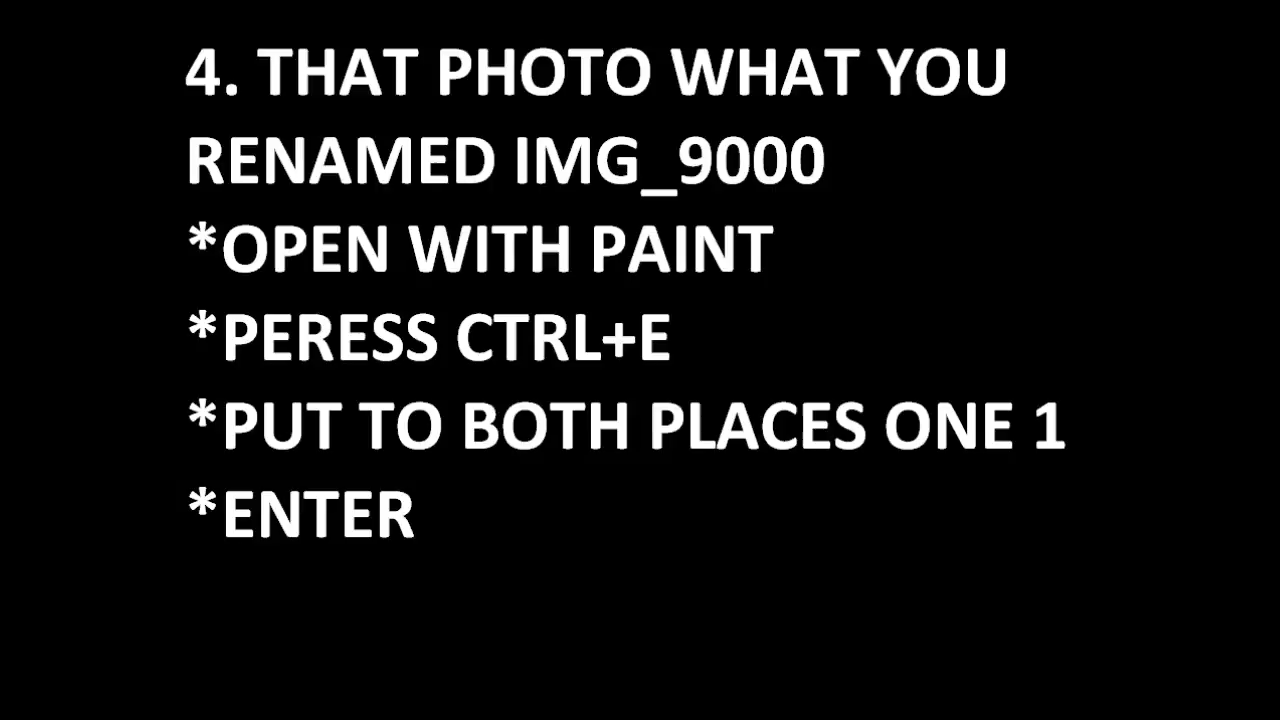 4. THAT PHOTO WHAT YOU
RENAMED IMG_9000
*OPEN WITH PAINT
*PERESS CTRL+E
*PUT TO BOTH PLACES ONE 1
*ENTER